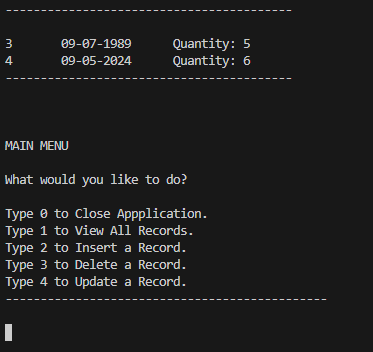 -----------------------------------------
3       09-07-1989      Quantity: 5
4       09-05-2024      Quantity: 6
-----------------------------------------
MAIN MENU
What would you like to do?
Type 0 to Close Appplication.
Type 1 to View All Records.
Type 2 to Insert a Record.
Type 3 to Delete a Record.
Type 4 to Update a Record.
----------------------------------------------